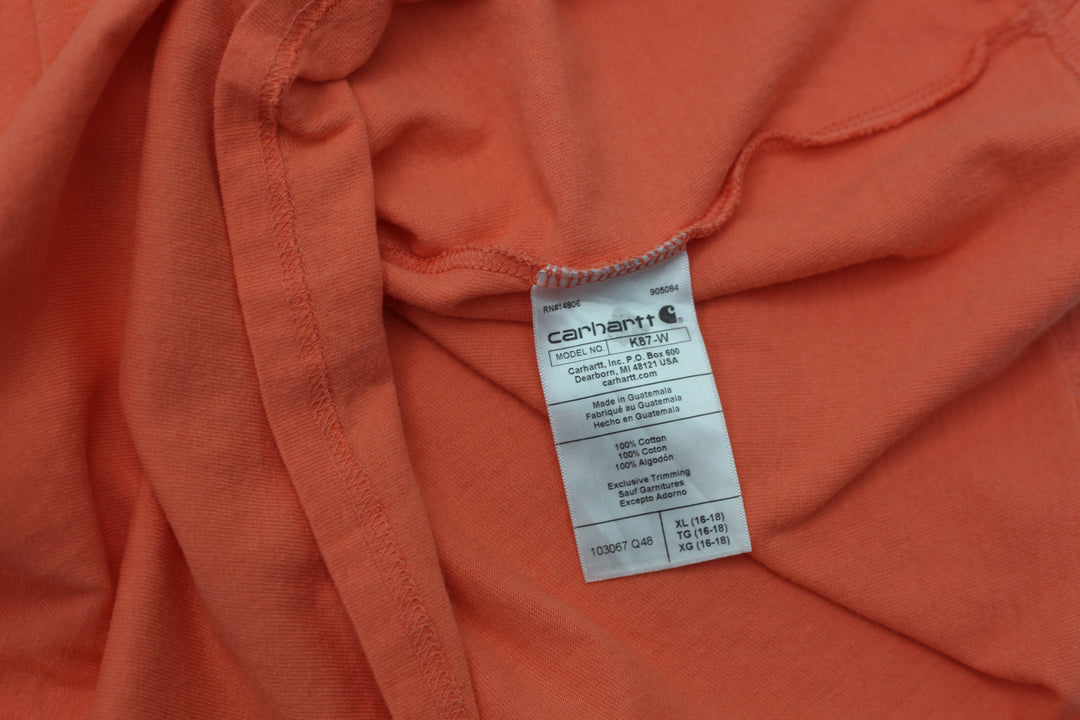 RN#14806 905084
carhartt
MODEL NO. K87-W
Carhartt, Inc. P.O. Box 600
Dearborn, MI 48121 USA
carhartt.com
Made in Guatemala
Fabriqué au Guatemala
Hecho en Guatemala
100% Cotton
100% Coton
100% Algodón
Exclusive Trimming
Sauf Garnitures
Excepto Adorno
103067 Q48
XL (16-18)
TG (16-18)
XG (16-18)